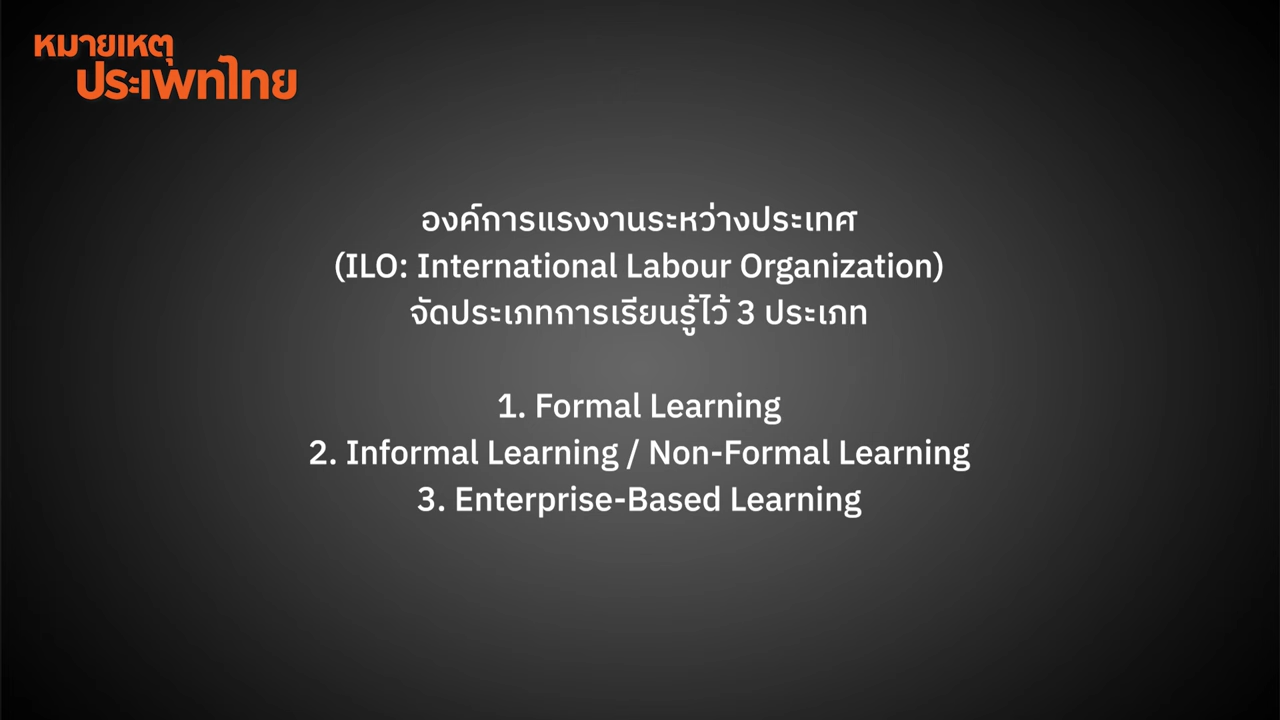 หมายเหตุ
ประเพทไทย
องค์การแรงงานระหว่างประเทศ
(ILO: International Labour Organization)
จัดประเภทการเรียนรู้ไว้ 3 ประเภท
1. Formal Learning
2. Informal Learning / Non-Formal Learning
3. Enterprise-Based Learning